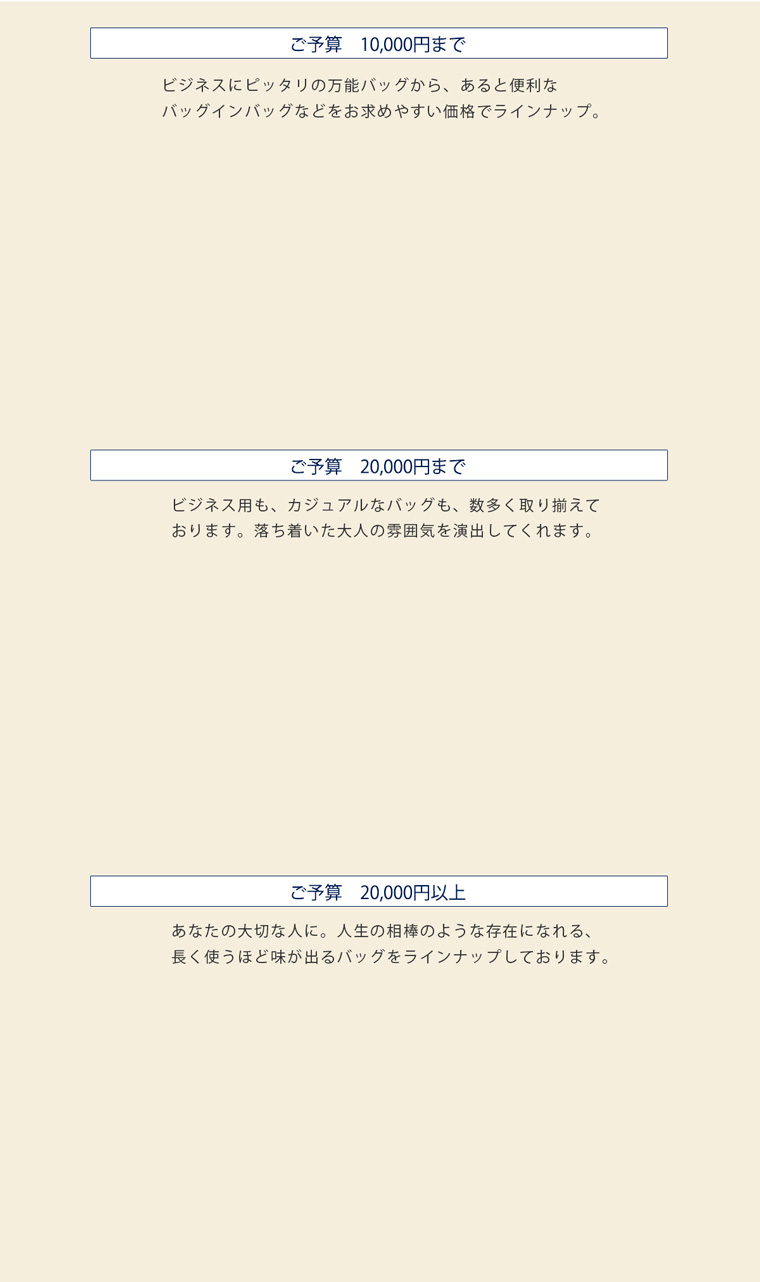 ご予算　10,000円まで
ビジネスにピッタリの万能バッグから、あると便利な
バッグインバッグなどをお求めやすい価格でラインナップ。
ご予算　20,000円まで
ビジネス用も、カジュアルなバッグも、数多く取り揃えて
おります。落ち着いた大人の雰囲気を演出してくれます。
ご予算　20,000円以上
あなたの大切な人に。人生の相棒のような存在になれる、
長く使うほど味が出るバッグをラインナップしております。